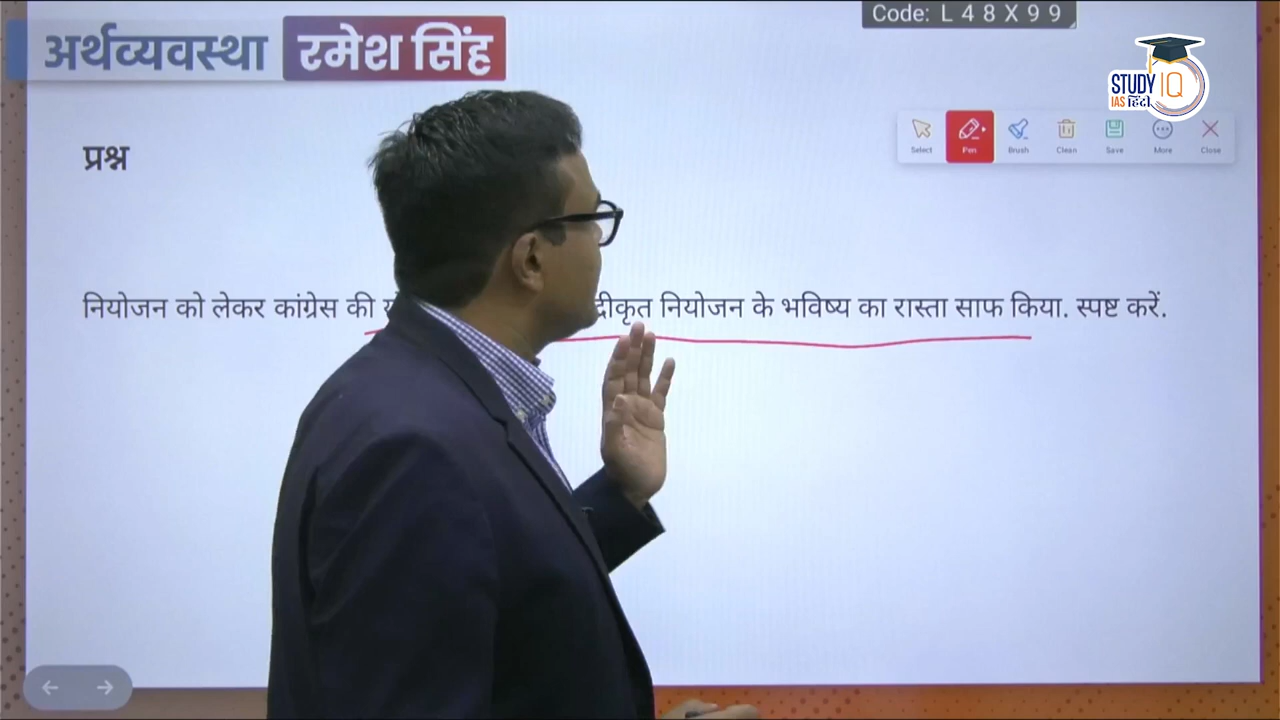 Code: L 4 8 X 9 9
अर्थव्यवस्था रमेश सिंह
STUDY IQ
IAS हिंदी
Select Pen Brush Clean Save More Close
प्रश्न
नियोजन को लेकर कांग्रेस की नियोजन के भविष्य का रास्ता साफ किया. स्पष्ट करें.